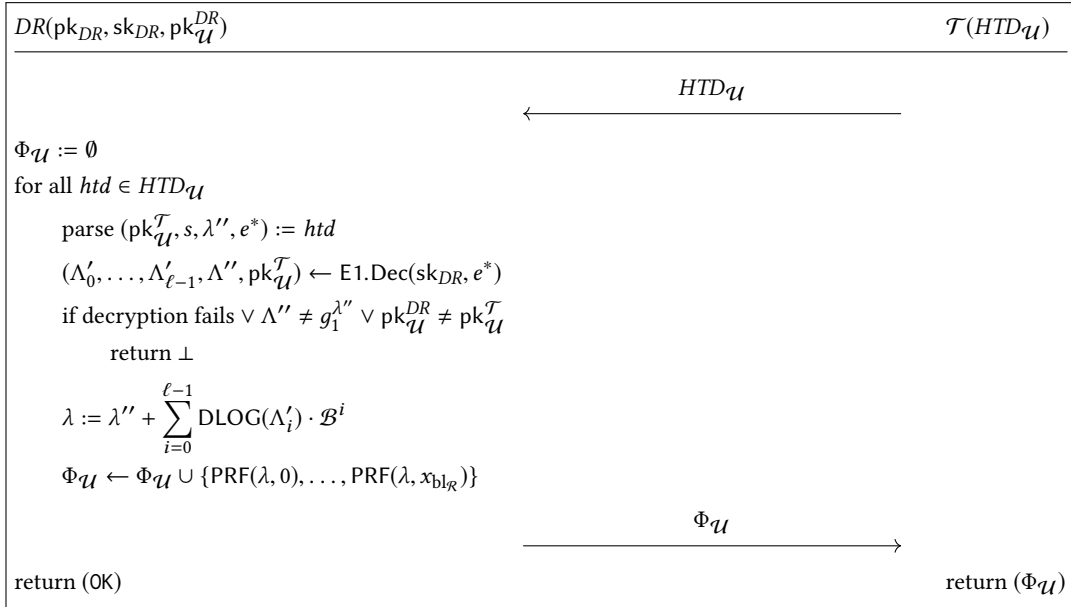 DR(pk_DR, sk_DR, pk_𝒰^DR) 𝒯(HTD_𝒰)
HTD_𝒰
Φ_𝒰 := ∅
for all htd ∈ HTD_𝒰
parse (pk_𝒰^𝒯, s, λ′′, e*) := htd
(Λ′_0, . . . , Λ′_{ℓ−1}, Λ′′, pk_𝒰^𝒯) ← E1.Dec(sk_DR, e*)
if decryption fails ∨ Λ′′ ≠ g_1^{λ′′} ∨ pk_𝒰^DR ≠ pk_𝒰^𝒯
return ⊥
λ := λ′′ + ∑_{i=0}^{ℓ−1} DLOG(Λ′_i) · ℬ^i
Φ_𝒰 ← Φ_𝒰 ∪ {PRF(λ, 0), . . . , PRF(λ, x_{bl_ℛ})}
Φ_𝒰
return (OK) return (Φ_𝒰)